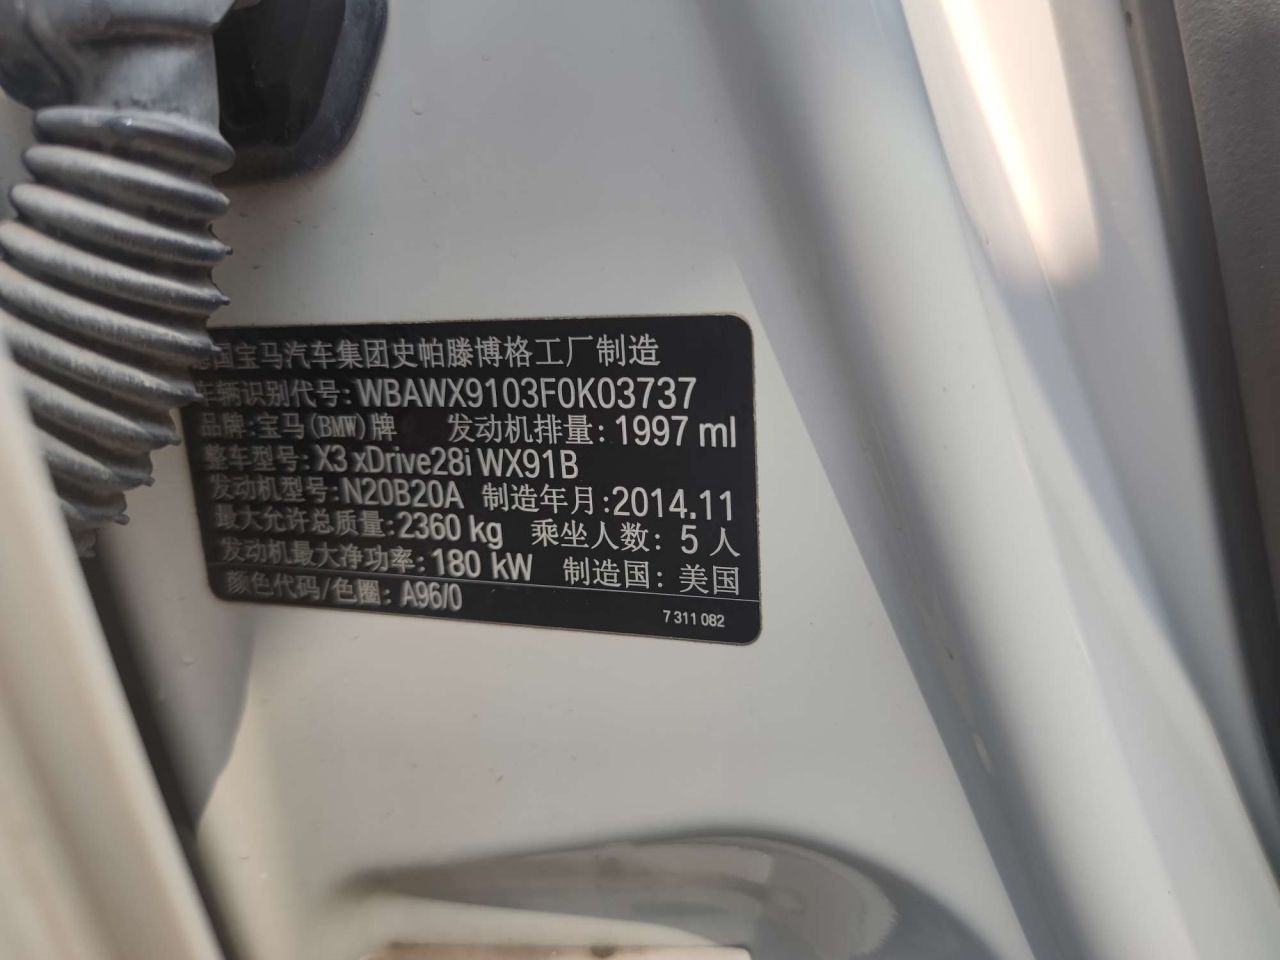 德国宝马汽车集团史帕滕博格工厂制造
车辆识别代号: WBAWX9103F0K03737
品牌: 宝马(BMW)牌 发动机排量: 1997 ml
整车型号: X3 xDrive28i WX91B
发动机型号: N20B20A 制造年月: 2014.11
最大允许总质量: 2360 kg 乘坐人数: 5 人
发动机最大净功率: 180 kW 制造国: 美国
颜色代码/色圈: A96/0
7 311 082